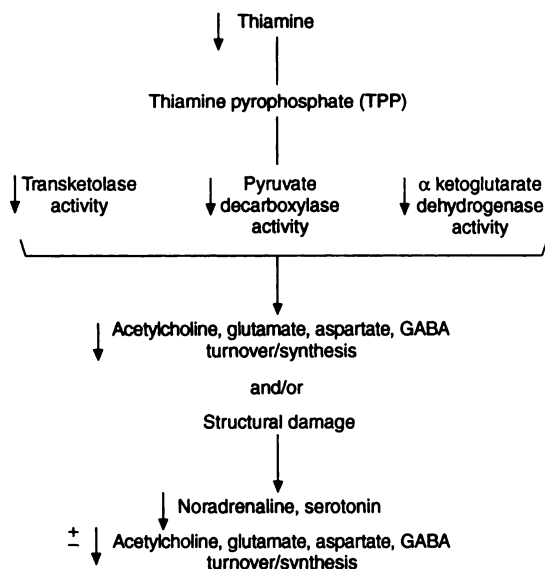 ↓ Thiamine
Thiamine pyrophosphate (TPP)
↓ Transketolase activity
↓ Pyruvate decarboxylase activity
↓ α ketoglutarate dehydrogenase activity
↓ Acetylcholine, glutamate, aspartate, GABA
turnover/synthesis
and/or
Structural damage
↓ Noradrenaline, serotonin
± ↓ Acetylcholine, glutamate, aspartate, GABA
turnover/synthesis